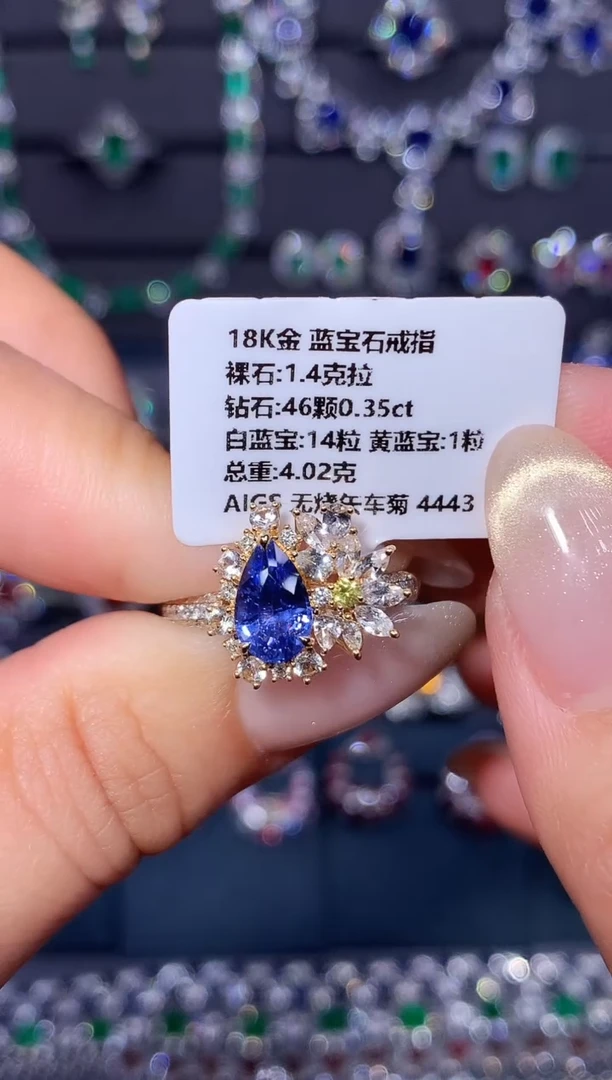 18K金 蓝宝石戒指
裸石:1.4克拉
钻石:46颗0.35ct
白蓝宝:14粒 黄蓝宝:1粒
总重:4.02克
AIGS 无烧矢车菊 4443